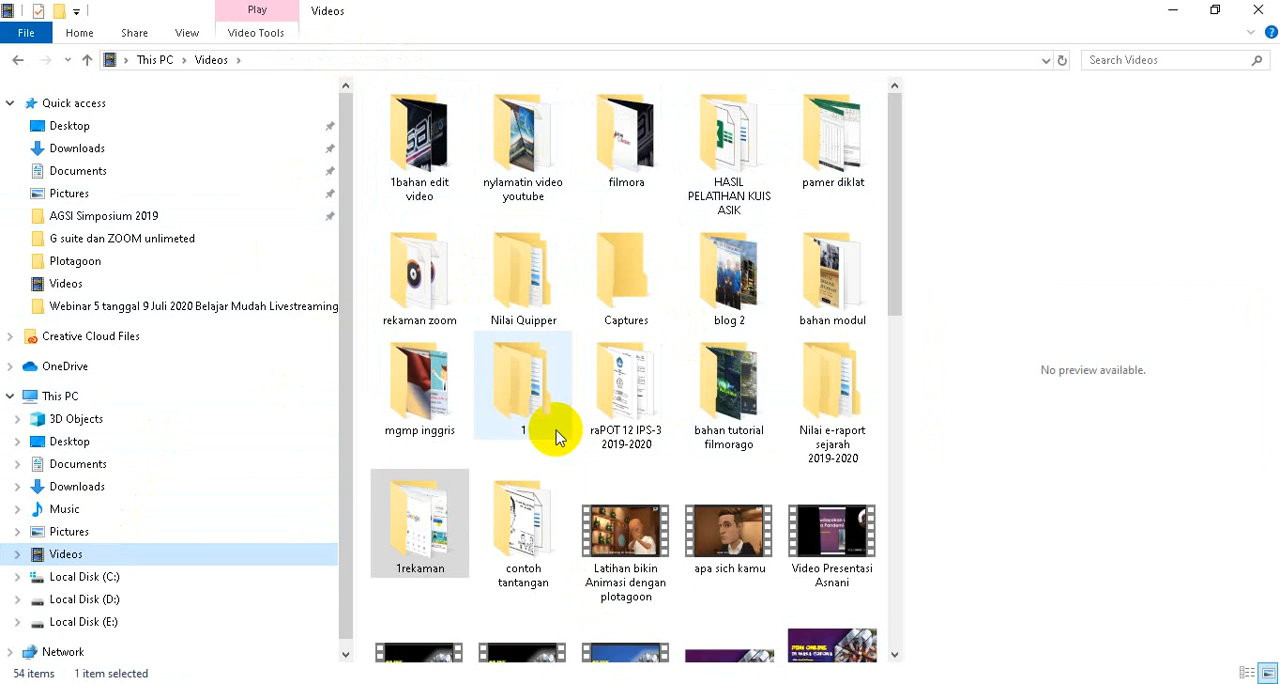 Play
Videos
File
Home
Share
View
Video Tools
This PC
Videos
Search Videos
Quick access
Desktop
Downloads
Documents
Pictures
AGSI Simposium 2019
G suite dan ZOOM unlimeted
Plotagoon
Videos
Webinar 5 tanggal 9 Juli 2020 Belajar Mudah Livestreaming
Creative Cloud Files
OneDrive
This PC
3D Objects
Desktop
Documents
Downloads
Music
Pictures
Videos
Local Disk (C:)
Local Disk (D:)
Local Disk (E:)
Network
1bahan edit
video
nylamatin video
youtube
filmora
HASIL
PELATIHAN KUIS
ASIK
pamer diklat
rekaman zoom
Nilai Quipper
Captures
blog 2
bahan modul
mgmp inggris
1
raPOT 12 IPS-3
2019-2020
bahan tutorial
filmorago
Nilai e-raport
sejarah
2019-2020
1rekaman
contoh
tantangan
Latihan bikin
Animasi dengan
plotagoon
apa sich kamu
Video Presentasi
Asnani
No preview available.
54 items
1 item selected